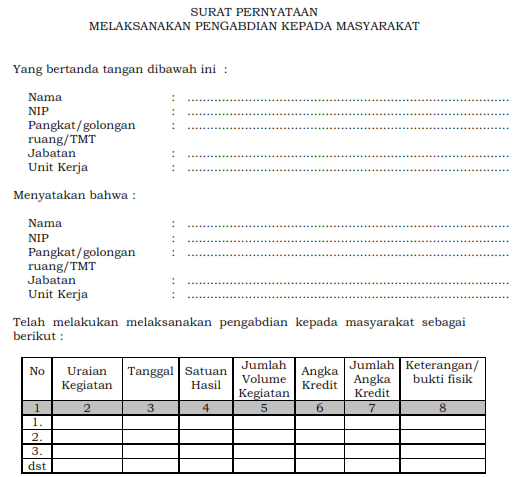 SURAT PERNYATAAN
MELAKSANAKAN PENGABDIAN KEPADA MASYARAKAT
Yang bertanda tangan dibawah ini :
Nama : ................................................................................
NIP : ................................................................................
Pangkat/golongan : ................................................................................
ruang/TMT
Jabatan : ................................................................................
Unit Kerja : ................................................................................
Menyatakan bahwa :
Nama : ................................................................................
NIP : ................................................................................
Pangkat/golongan : ................................................................................
ruang/TMT
Jabatan : ................................................................................
Unit Kerja : ................................................................................
Telah melakukan melaksanakan pengabdian kepada masyarakat sebagai
berikut :
No Uraian Kegiatan Tanggal Satuan Hasil Jumlah Volume Kegiatan Angka Kredit Jumlah Angka Kredit Keterangan/ bukti fisik
1 2 3 4 5 6 7 8
1.
2.
3.
dst